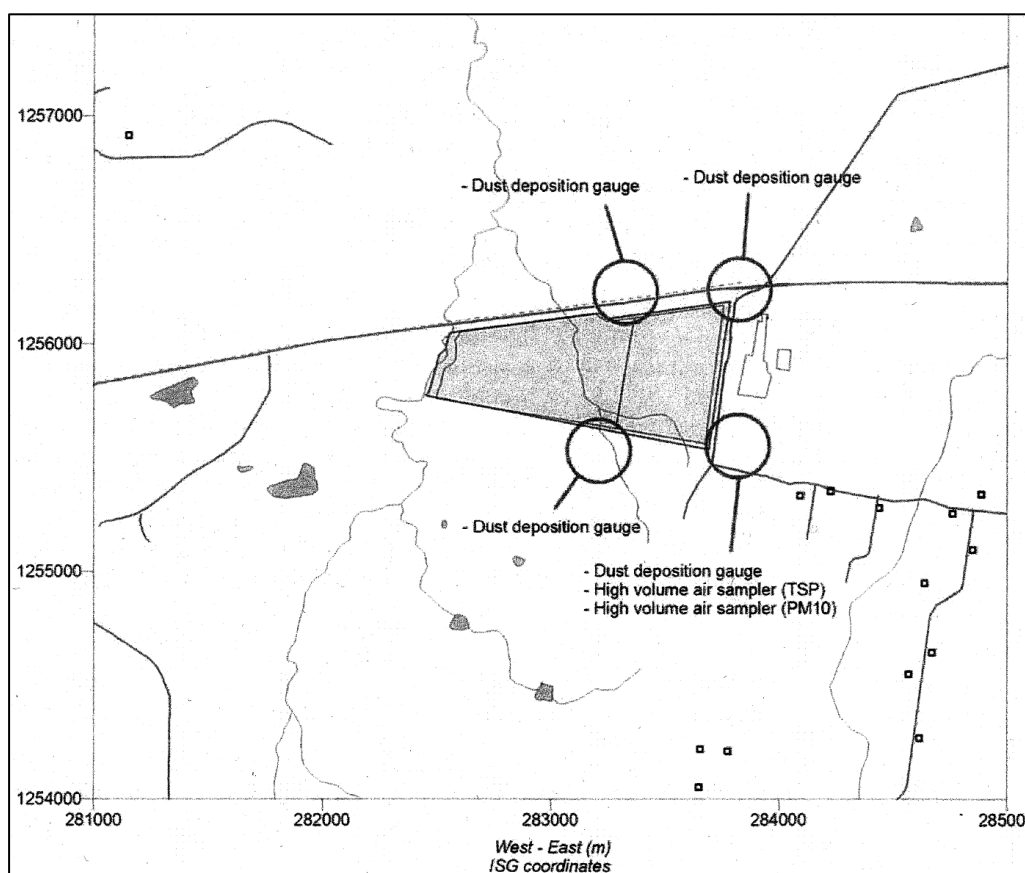 1257000
- Dust deposition gauge
- Dust deposition gauge
1256000
- Dust deposition gauge
1255000
- Dust deposition gauge
- High volume air sampler (TSP)
- High volume air sampler (PM10)
1254000
281000
282000
283000
284000
28500
West - East (m)
ISG coordinates